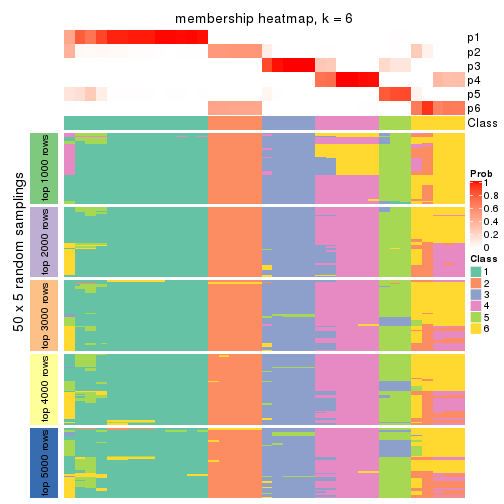 membership heatmap, k = 6
p1
p2
p3
p4
p5
p6
Class
50 x 5 random samplings
top 1000 rows
top 2000 rows
top 3000 rows
top 4000 rows
top 5000 rows
Prob
1
0.8
0.6
0.4
0.2
0
Class
1
2
3
4
5
6